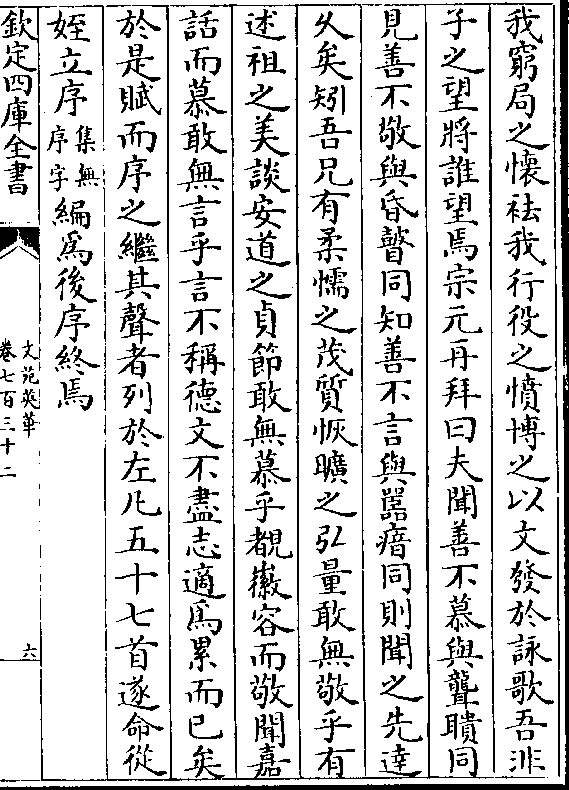 我窮局之懷袪我行役之憤博之以文發於詠歌吾非
子之望將誰望焉宗元再拜曰夫聞善不慕與聾聵同
見善不敬與昏瞽同知善不言與嚚瘖同則聞之先達
久矣矧吾兄有柔懦之茂質恢曠之弘量敢無敬乎有
述祖之美談安道之貞節敢無慕乎覩徽容而敬聞嘉
話而慕敢無言乎言不稱德文不盡志適為累而已矣
於是賦而序之繼其聲者列於左凡五十七首遂命從
姪立序集無序字編為後序終焉
欽定四庫全書
文苑英華
卷七百三十二
六